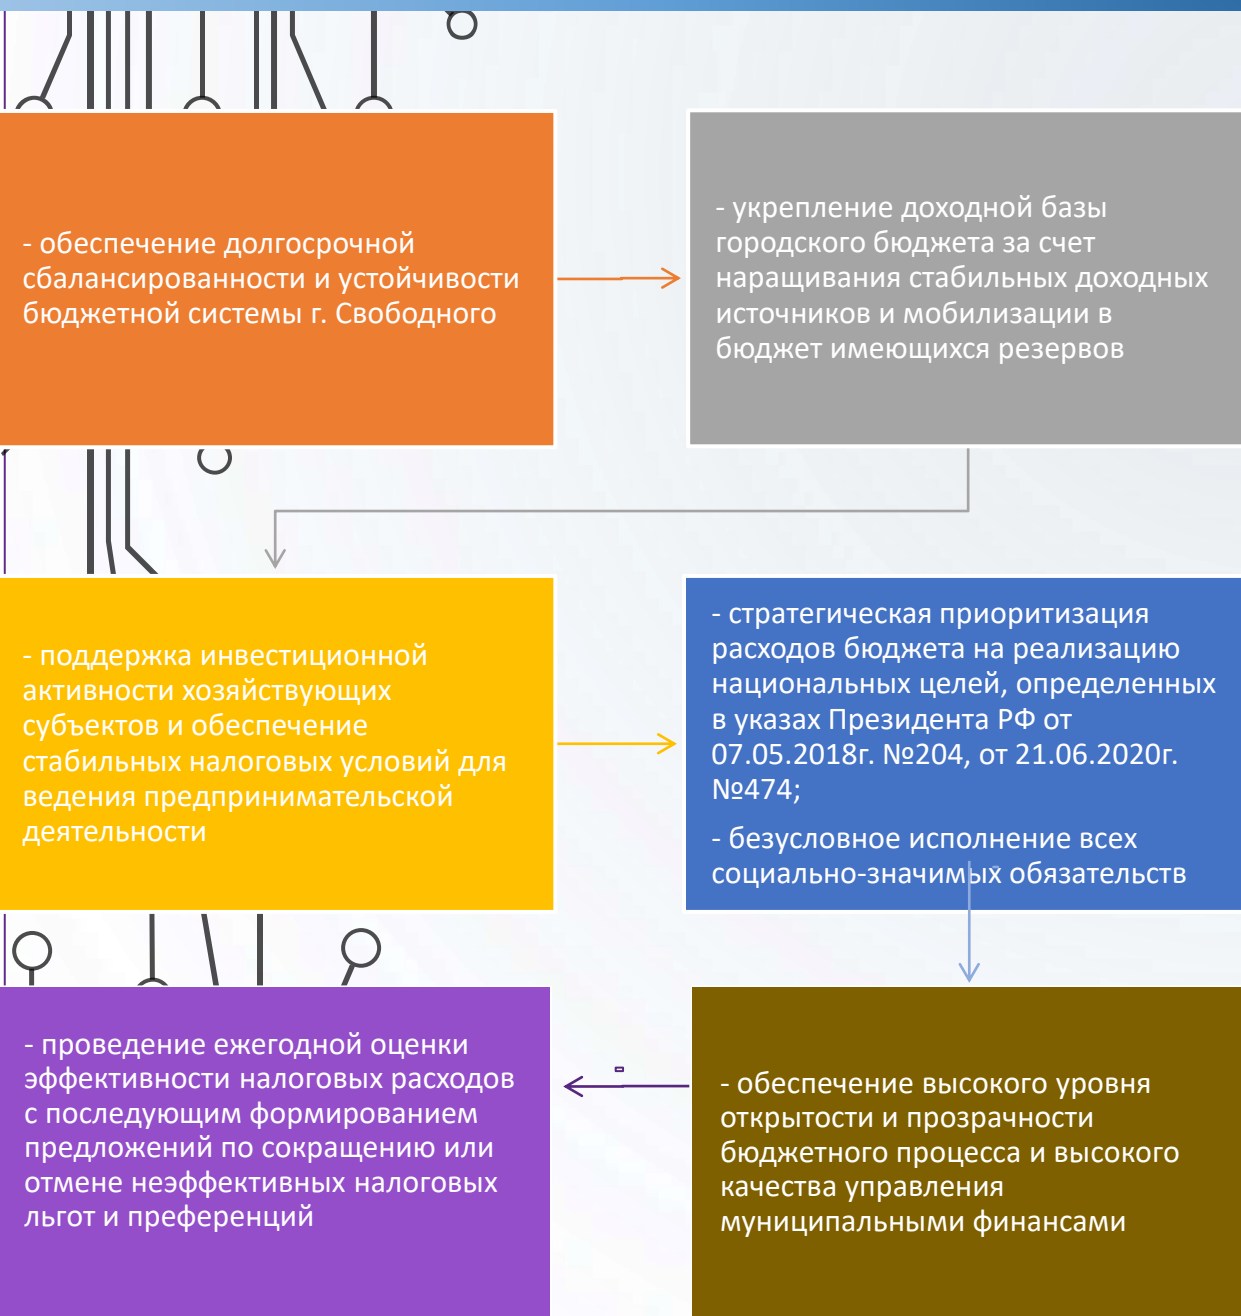 - обеспечение долгосрочной
сбалансированности и устойчивости
бюджетной системы г. Свободного
- укрепление доходной базы
городского бюджета за счет
наращивания стабильных доходных
источников и мобилизации в
бюджет имеющихся резервов
- поддержка инвестиционной
активности хозяйствующих
субъектов и обеспечение
стабильных налоговых условий для
ведения предпринимательской
деятельности
- стратегическая приоритизация
расходов бюджета на реализацию
национальных целей, определенных
в указах Президента РФ от
07.05.2018г. №204, от 21.06.2020г.
№474;
- безусловное исполнение всех
социально-значимых обязательств
- обеспечение высокого уровня
открытости и прозрачности
бюджетного процесса и высокого
качества управления
муниципальными финансами
- проведение ежегодной оценки
эффективности налоговых расходов
с последующим формированием
предложений по сокращению или
отмене неэффективных налоговых
льгот и преференций